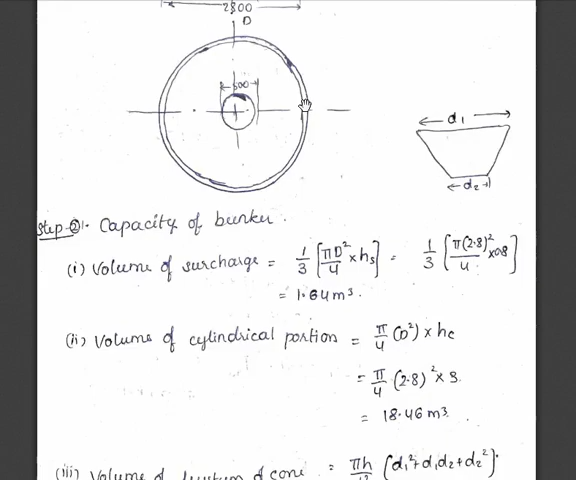 2800
D
500
d1
d2
Step-②:- Capacity of bunker.
(i) Volume of surcharge = 1/3 [πD²/4 × hs] = 1/3 [π(2.8)²/4 × 0.8]
= 1.64 m³.
(ii) Volume of cylindrical portion = π/4 (D²) × hc
= π/4 (2.8)² × 3.
= 18.46 m³
(iii) Volume of frustum of cone = πh/12 (d1² + d1d2 + d2²).